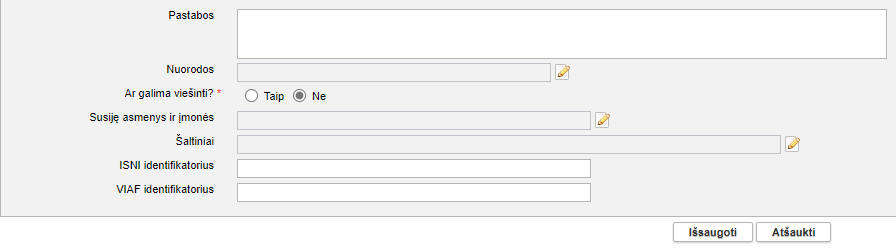 Pastabos
Nuorodos
Ar galima viešinti? * Taip Ne
Susiję asmenys ir įmonės
Šaltiniai
ISNI identifikatorius
VIAF identifikatorius
Išsaugoti Atšaukti